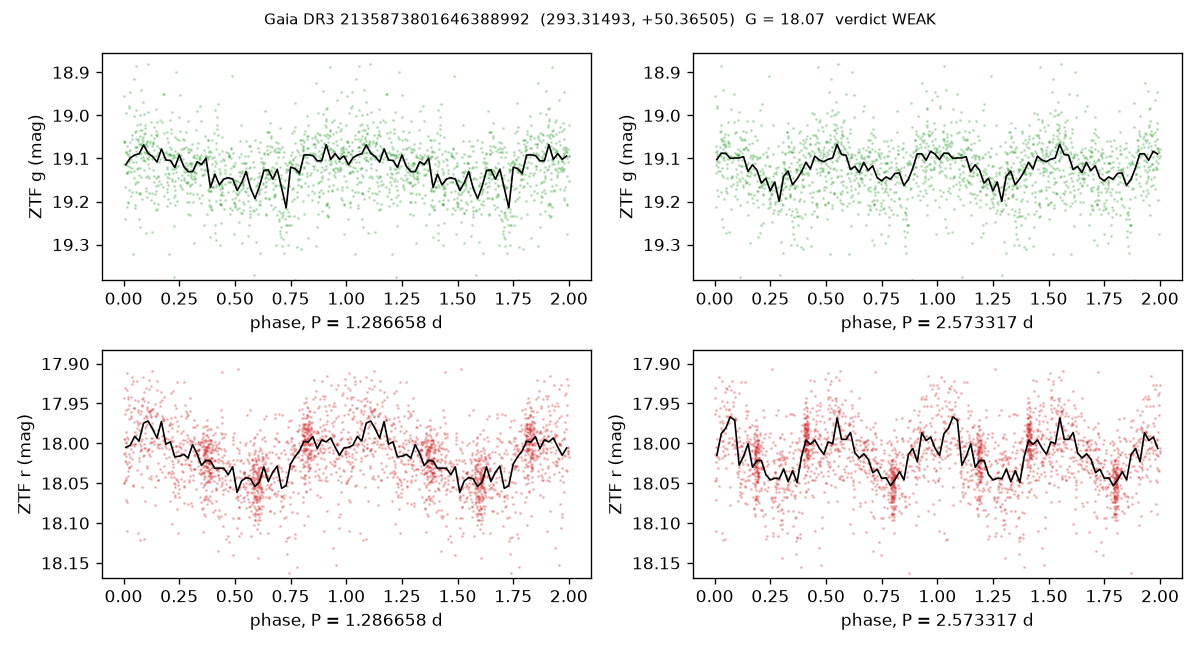 Gaia DR3 2135873801646388992  (293.31493, +50.36505)  G = 18.07  verdict WEAK
ZTF g (mag)
18.9
19.0
19.1
19.2
19.3
0.00 0.25 0.50 0.75 1.00 1.25 1.50 1.75 2.00
phase, P = 1.286658 d
ZTF g (mag)
18.9
19.0
19.1
19.2
19.3
0.00 0.25 0.50 0.75 1.00 1.25 1.50 1.75 2.00
phase, P = 2.573317 d
ZTF r (mag)
17.90
17.95
18.00
18.05
18.10
18.15
0.00 0.25 0.50 0.75 1.00 1.25 1.50 1.75 2.00
phase, P = 1.286658 d
ZTF r (mag)
17.90
17.95
18.00
18.05
18.10
18.15
0.00 0.25 0.50 0.75 1.00 1.25 1.50 1.75 2.00
phase, P = 2.573317 d